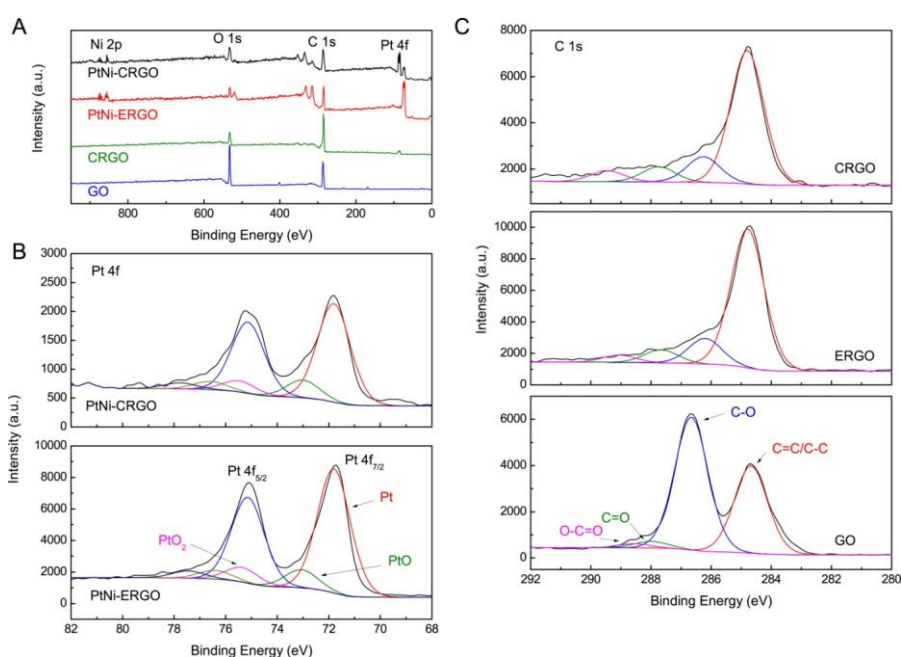 A
Ni 2p
O 1s
C 1s
Pt 4f
PtNi-CRGO
PtNi-ERGO
CRGO
GO
Intensity (a.u.)
800 600 400 200 0
Binding Energy (eV)
B
Pt 4f
3000
2500
2000
1500
1000
500
0
PtNi-CRGO
Intensity (a.u.)
10000
8000
6000
4000
2000
0
Pt 4f5/2
Pt 4f7/2
Pt
PtO2
PtO
PtNi-ERGO
Intensity (a.u.)
82 80 78 76 74 72 70 68
Binding Energy (eV)
C
C 1s
8000
6000
4000
2000
0
CRGO
Intensity (a.u.)
10000
8000
6000
4000
2000
0
ERGO
Intensity (a.u.)
6000
4000
2000
0
C-O
C=C/C-C
C=O
O-C=O
GO
292 290 288 286 284 282 280
Binding Energy (eV)